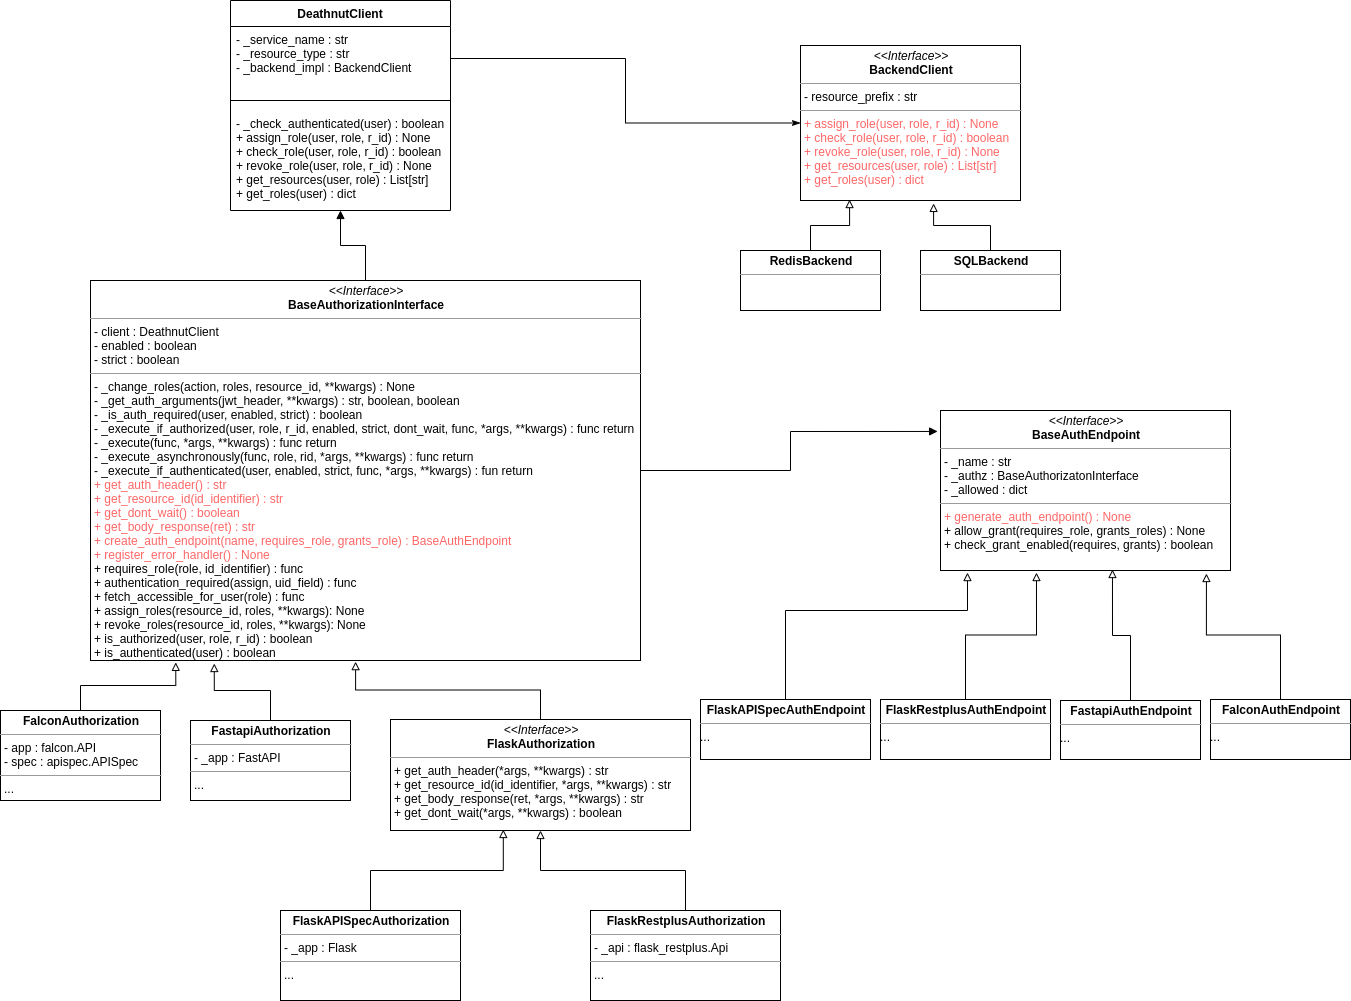 DeathnutClient
- _service_name : str
- _resource_type : str
- _backend_impl : BackendClient
- _check_authenticated(user) : boolean
+ assign_role(user, role, r_id) : None
+ check_role(user, role, r_id) : boolean
+ revoke_role(user, role, r_id) : None
+ get_resources(user, role) : List[str]
+ get_roles(user) : dict
<<Interface>>
BackendClient
- resource_prefix : str
+ assign_role(user, role, r_id) : None
+ check_role(user, role, r_id) : boolean
+ revoke_role(user, role, r_id) : None
+ get_resources(user, role) : List[str]
+ get_roles(user) : dict
RedisBackend
SQLBackend
<<Interface>>
BaseAuthorizationInterface
- client : DeathnutClient
- enabled : boolean
- strict : boolean
- _change_roles(action, roles, resource_id, **kwargs) : None
- _get_auth_arguments(jwt_header, **kwargs) : str, boolean, boolean
- _is_auth_required(user, enabled, strict) : boolean
- _execute_if_authorized(user, role, r_id, enabled, strict, dont_wait, func, *args, **kwargs) : func return
- _execute(func, *args, **kwargs) : func return
- _execute_asynchronously(func, role, rid, *args, **kwargs) : func return
- _execute_if_authenticated(user, enabled, strict, func, *args, **kwargs) : fun return
+ get_auth_header() : str
+ get_resource_id(id_identifier) : str
+ get_dont_wait() : boolean
+ get_body_response(ret) : str
+ create_auth_endpoint(name, requires_role, grants_role) : BaseAuthEndpoint
+ register_error_handler() : None
+ requires_role(role, id_identifier) : func
+ authentication_required(assign, uid_field) : func
+ fetch_accessible_for_user(role) : func
+ assign_roles(resource_id, roles, **kwargs): None
+ revoke_roles(resource_id, roles, **kwargs): None
+ is_authorized(user, role, r_id) : boolean
+ is_authenticated(user) : boolean
<<Interface>>
BaseAuthEndpoint
- _name : str
- _authz : BaseAuthorizatonInterface
- _allowed : dict
+ generate_auth_endpoint() : None
+ allow_grant(requires_role, grants_roles) : None
+ check_grant_enabled(requires, grants) : boolean
FlaskAPISpecAuthEndpoint
...
FlaskRestplusAuthEndpoint
...
FastapiAuthEndpoint
...
FalconAuthEndpoint
...
FalconAuthorization
- app : falcon.API
- spec : apispec.APISpec
...
FastapiAuthorization
- _app : FastAPI
...
<<Interface>>
FlaskAuthorization
+ get_auth_header(*args, **kwargs) : str
+ get_resource_id(id_identifier, *args, **kwargs) : str
+ get_body_response(ret, *args, **kwargs) : str
+ get_dont_wait(*args, **kwargs) : boolean
FlaskAPISpecAuthorization
- _app : Flask
...
FlaskRestplusAuthorization
- _api : flask_restplus.Api
...